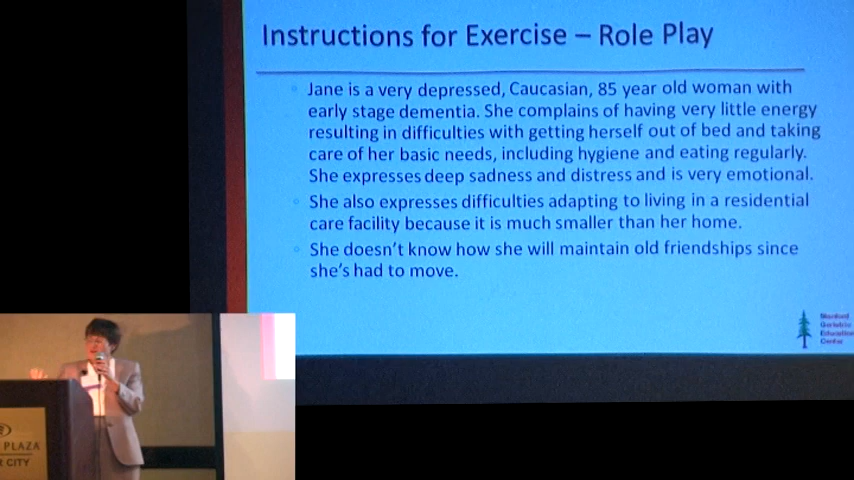 Instructions for Exercise – Role Play
Jane is a very depressed, Caucasian, 85 year old woman with
early stage dementia. She complains of having very little energy
resulting in difficulties with getting herself out of bed and taking
care of her basic needs, including hygiene and eating regularly.
She expresses deep sadness and distress and is very emotional.
She also expresses difficulties adapting to living in a residential
care facility because it is much smaller than her home.
She doesn't know how she will maintain old friendships since
she's had to move.
Stanford
Geriatric
Education
Center
PLAZA
CITY